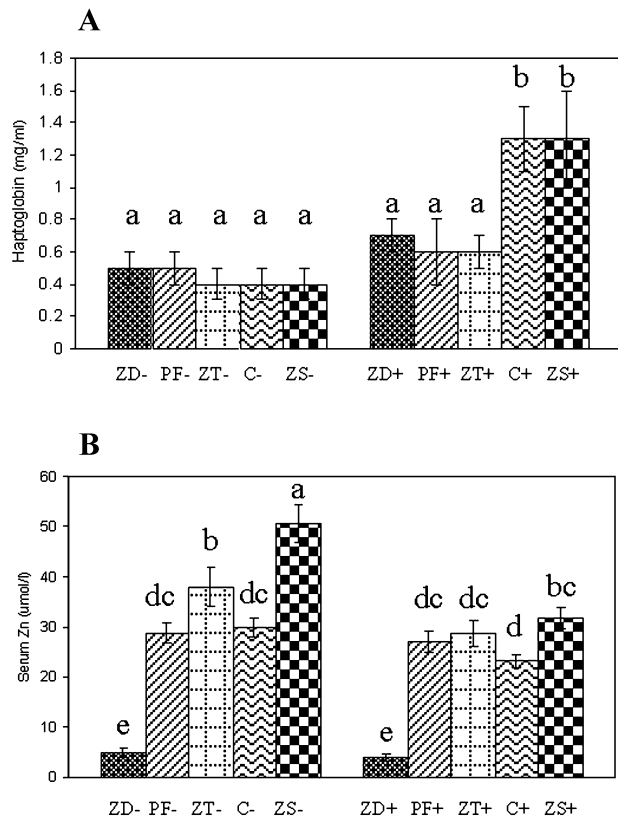 A
Haptoglobin (mg/ml)
1.8
1.6
1.4
1.2
1
0.8
0.6
0.4
0.2
0
a a a a a a a a b b
ZD- PF- ZT- C- ZS- ZD+ PF+ ZT+ C+ ZS+
B
Serum Zn (umol/l)
60
50
40
30
20
10
0
e dc b dc a e dc dc d bc
ZD- PF- ZT- C- ZS- ZD+ PF+ ZT+ C+ ZS+